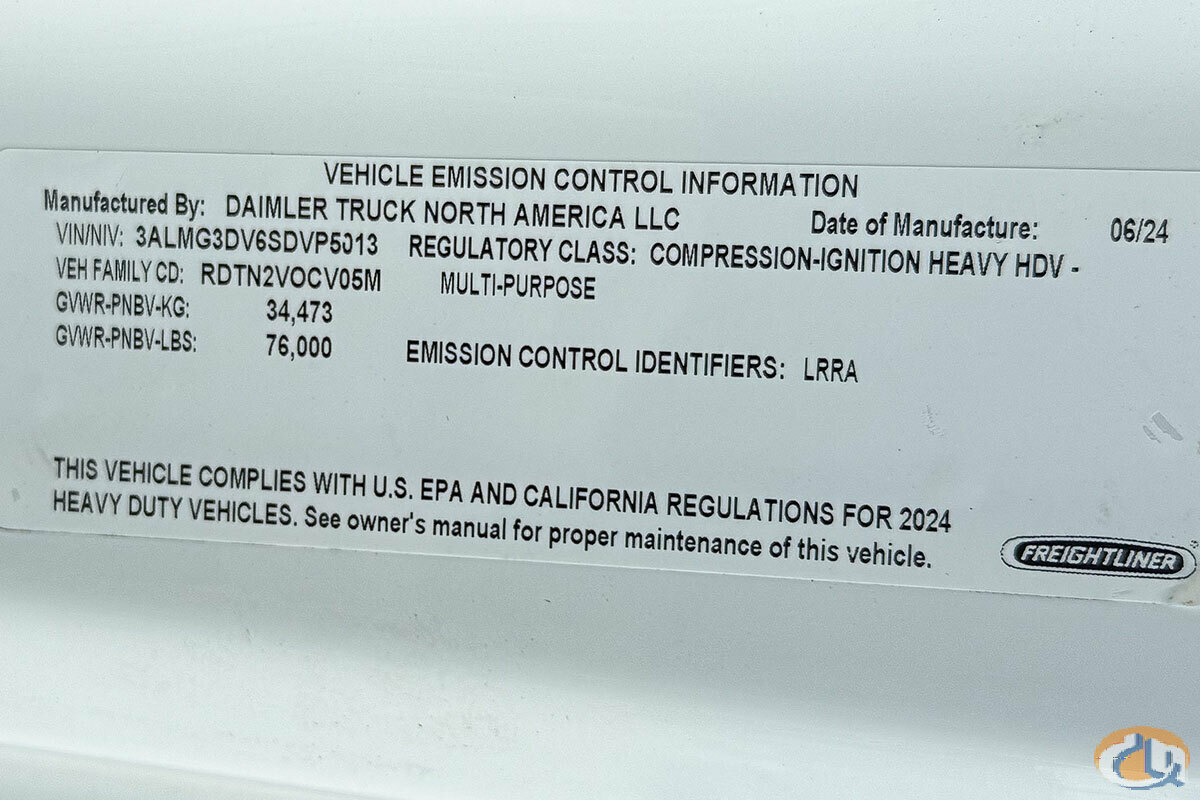 VEHICLE EMISSION CONTROL INFORMATION
Manufactured By: DAIMLER TRUCK NORTH AMERICA LLC Date of Manufacture: 06/24
VIN/NIV: 3ALMG3DV6SDVP5013 REGULATORY CLASS: COMPRESSION-IGNITION HEAVY HDV -
VEH FAMILY CD: RDTN2VOCV05M MULTI-PURPOSE
GVWR-PNBV-KG: 34,473
GVWR-PNBV-LBS: 76,000 EMISSION CONTROL IDENTIFIERS: LRRA
THIS VEHICLE COMPLIES WITH U.S. EPA AND CALIFORNIA REGULATIONS FOR 2024
HEAVY DUTY VEHICLES. See owner's manual for proper maintenance of this vehicle.
FREIGHTLINER